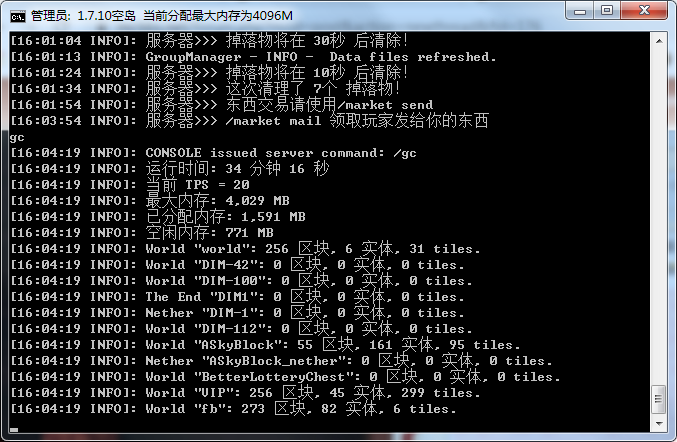 管理员: 1.7.10空岛 当前分配最大内存为4096M
[16:01:04 INFO]: 服务器>>> 掉落物将在 30秒 后清除!
[16:01:13 INFO]: GroupManager - INFO -  Data files refreshed.
[16:01:24 INFO]: 服务器>>> 掉落物将在 10秒 后清除!
[16:01:34 INFO]: 服务器>>> 这次清理了 7个 掉落物!
[16:01:54 INFO]: 服务器>>> 东西交易请使用/market send
[16:03:54 INFO]: 服务器>>> /market mail 领取玩家发给你的东西
gc
[16:04:19 INFO]: CONSOLE issued server command: /gc
[16:04:19 INFO]: 运行时间: 34 分钟 16 秒
[16:04:19 INFO]: 当前 TPS = 20
[16:04:19 INFO]: 最大内存: 4,029 MB
[16:04:19 INFO]: 已分配内存: 1,591 MB
[16:04:19 INFO]: 空闲内存: 771 MB
[16:04:19 INFO]: World "world": 256 区块, 6 实体, 31 tiles.
[16:04:19 INFO]: World "DIM-42": 0 区块, 0 实体, 0 tiles.
[16:04:19 INFO]: World "DIM-100": 0 区块, 0 实体, 0 tiles.
[16:04:19 INFO]: The End "DIM1": 0 区块, 0 实体, 0 tiles.
[16:04:19 INFO]: Nether "DIM-1": 0 区块, 0 实体, 0 tiles.
[16:04:19 INFO]: World "DIM-112": 0 区块, 0 实体, 0 tiles.
[16:04:19 INFO]: World "ASkyBlock": 55 区块, 161 实体, 95 tiles.
[16:04:19 INFO]: Nether "ASkyBlock_nether": 0 区块, 0 实体, 0 tiles.
[16:04:19 INFO]: World "BetterLotteryChest": 0 区块, 0 实体, 0 tiles.
[16:04:19 INFO]: World "VIP": 256 区块, 45 实体, 299 tiles.
[16:04:19 INFO]: World "fb": 273 区块, 82 实体, 6 tiles.